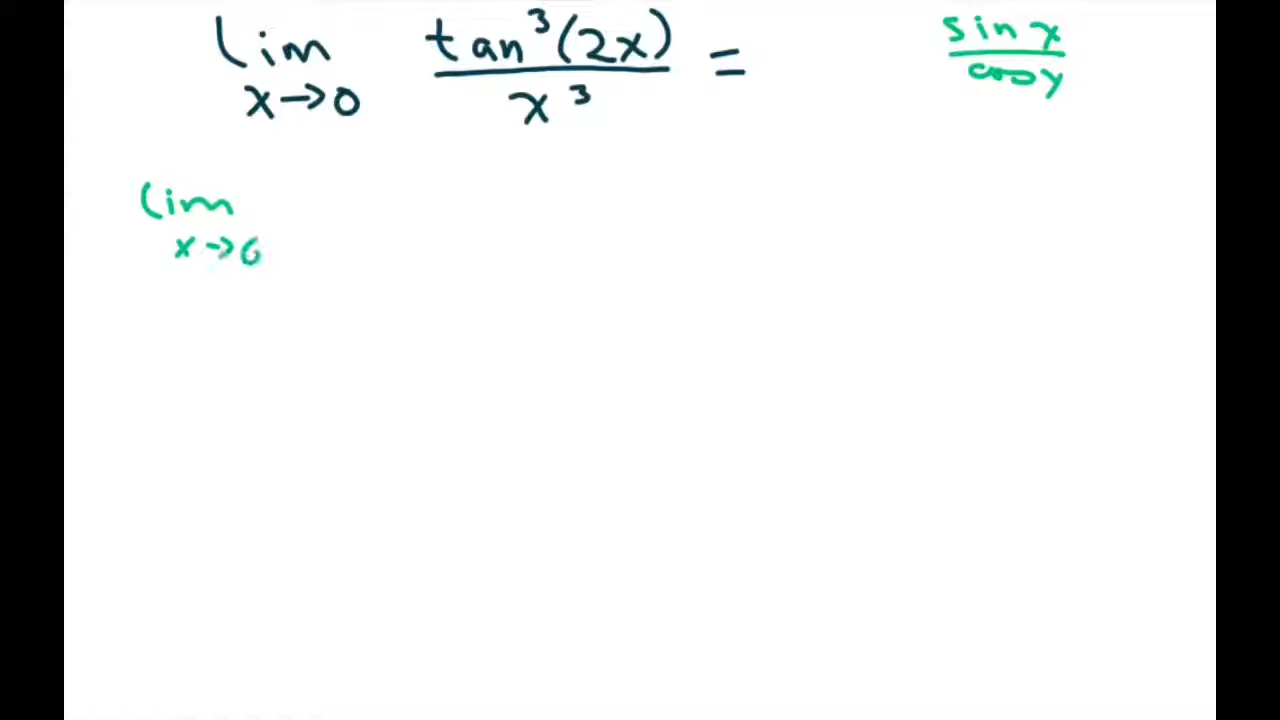 lim tan³(2x) / x³ =
x→0
sin x
cos y
lim
x→0